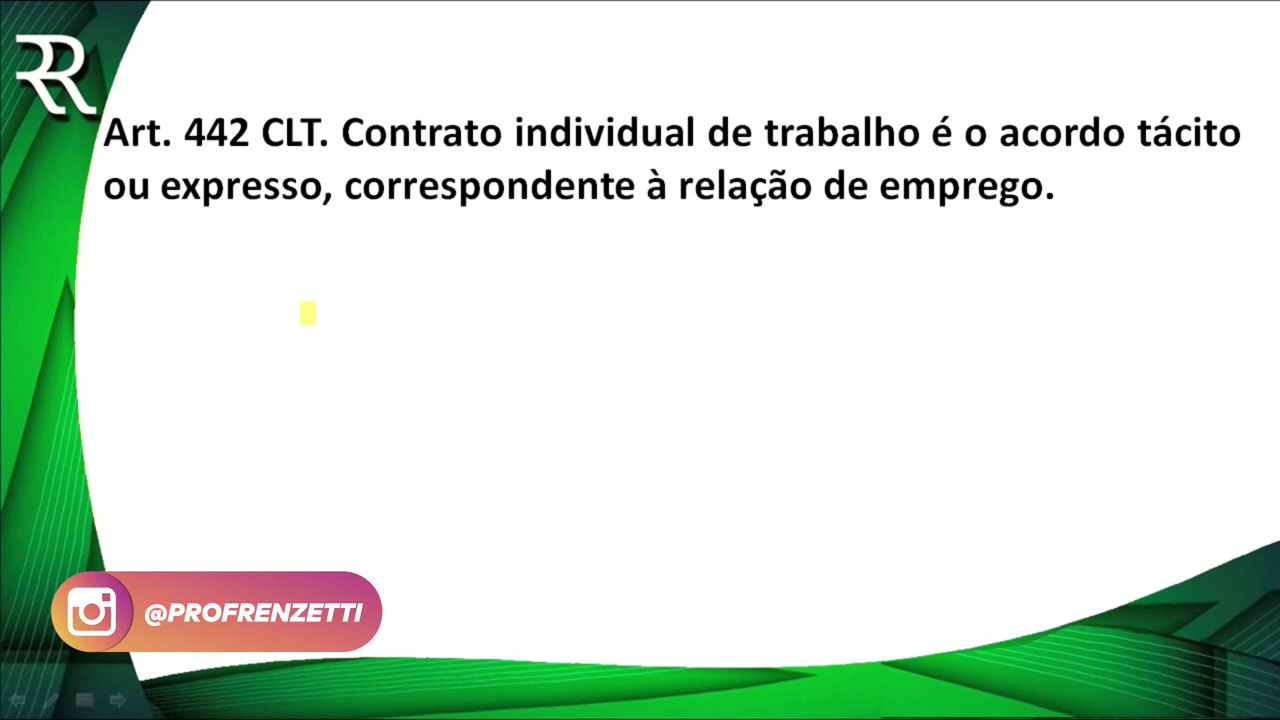 Art. 442 CLT. Contrato individual de trabalho é o acordo tácito
ou expresso, correspondente à relação de emprego.
@PROFRENZETTI